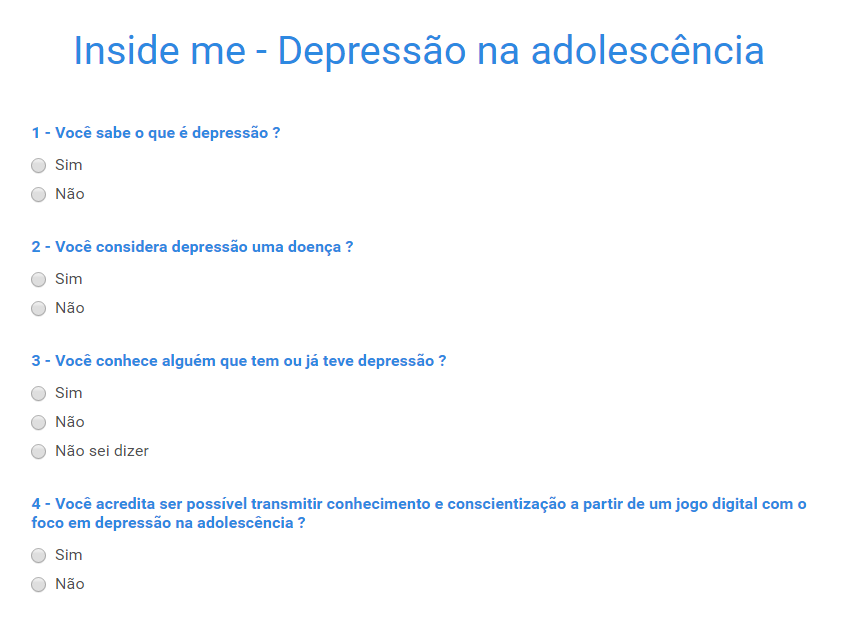 Inside me - Depressão na adolescência
1 - Você sabe o que é depressão ?
Sim
Não
2 - Você considera depressão uma doença ?
Sim
Não
3 - Você conhece alguém que tem ou já teve depressão ?
Sim
Não
Não sei dizer
4 - Você acredita ser possível transmitir conhecimento e conscientização a partir de um jogo digital com o
foco em depressão na adolescência ?
Sim
Não